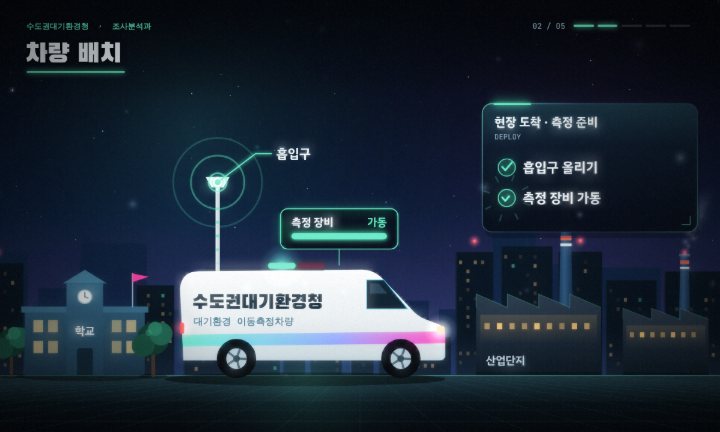 수도권대기환경청 › 조사분석과
02 / 05
차량 배치
흡입구
현장 도착 · 측정 준비
DEPLOY
흡입구 올리기
측정 장비 가동
측정 장비 가동
수도권대기환경청
대기환경 이동측정차량
학교
산업단지